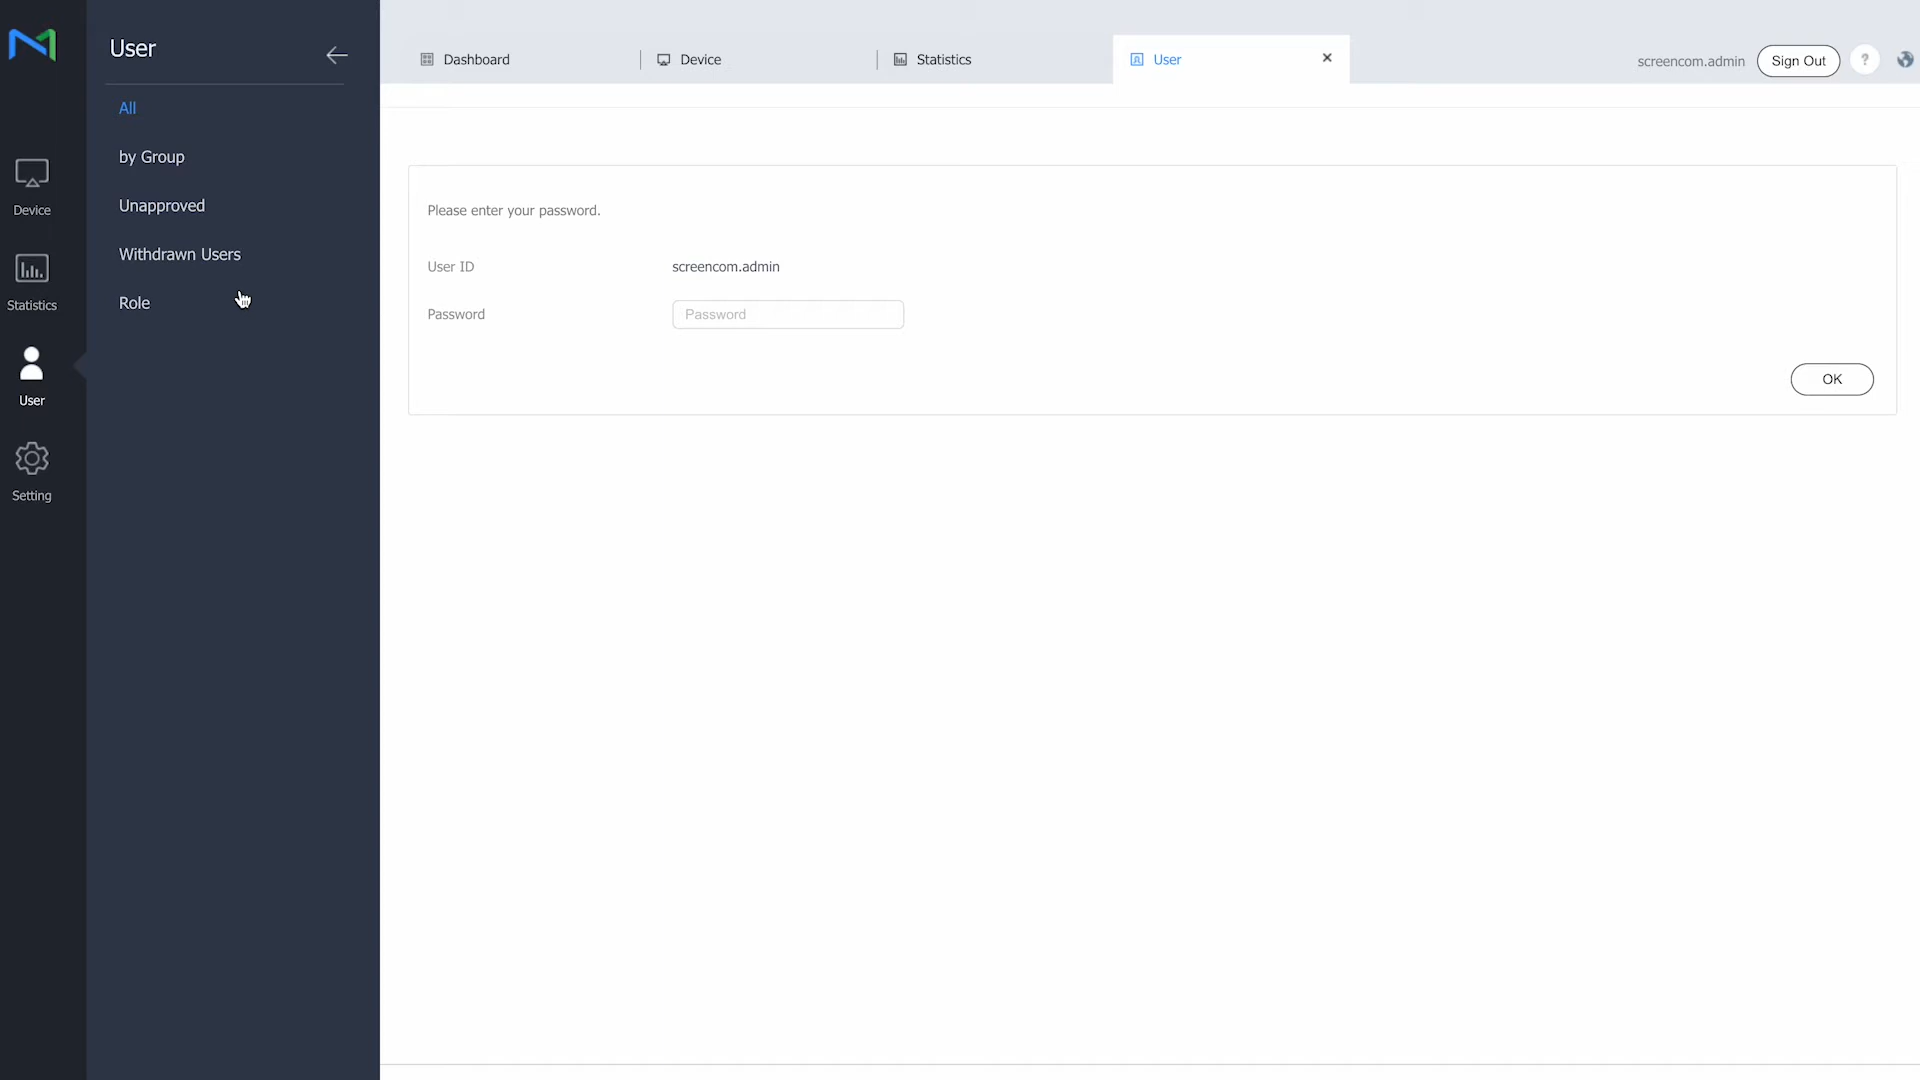 User
All
by Group
Unapproved
Withdrawn Users
Role
Device
Statistics
User
Setting
Dashboard
Device
Statistics
User
screencom.admin
Sign Out
?
Please enter your password.
User ID
screencom.admin
Password
Password
OK